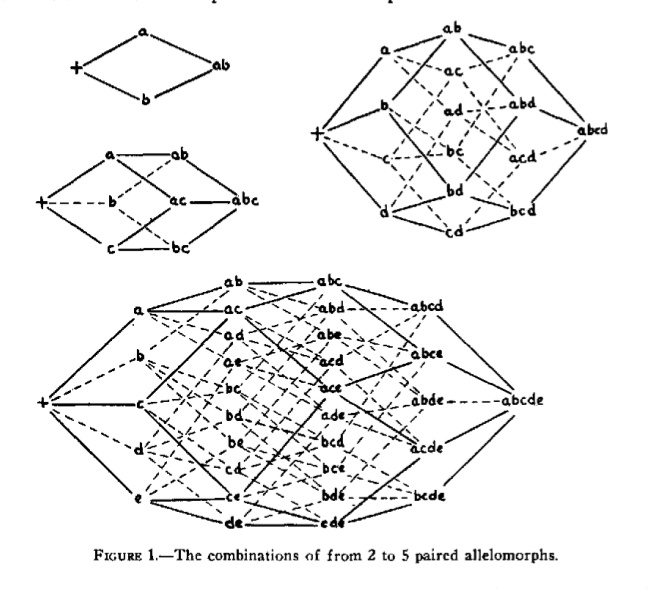 a
+ ab
b
a ab
+ b ac abc
c bc
ab
a abc
ac
b ad abd
+ abcd
c bc acd
bd
d bcd
cd
ab abc
a ac abd abcd
ad abe
b ae acd abce
bc ace
+ c abcde
bd ade abde
d be bcd acde
cd bce
e ce bde bcde
de cde
FIGURE 1.—The combinations of from 2 to 5 paired allelomorphs.